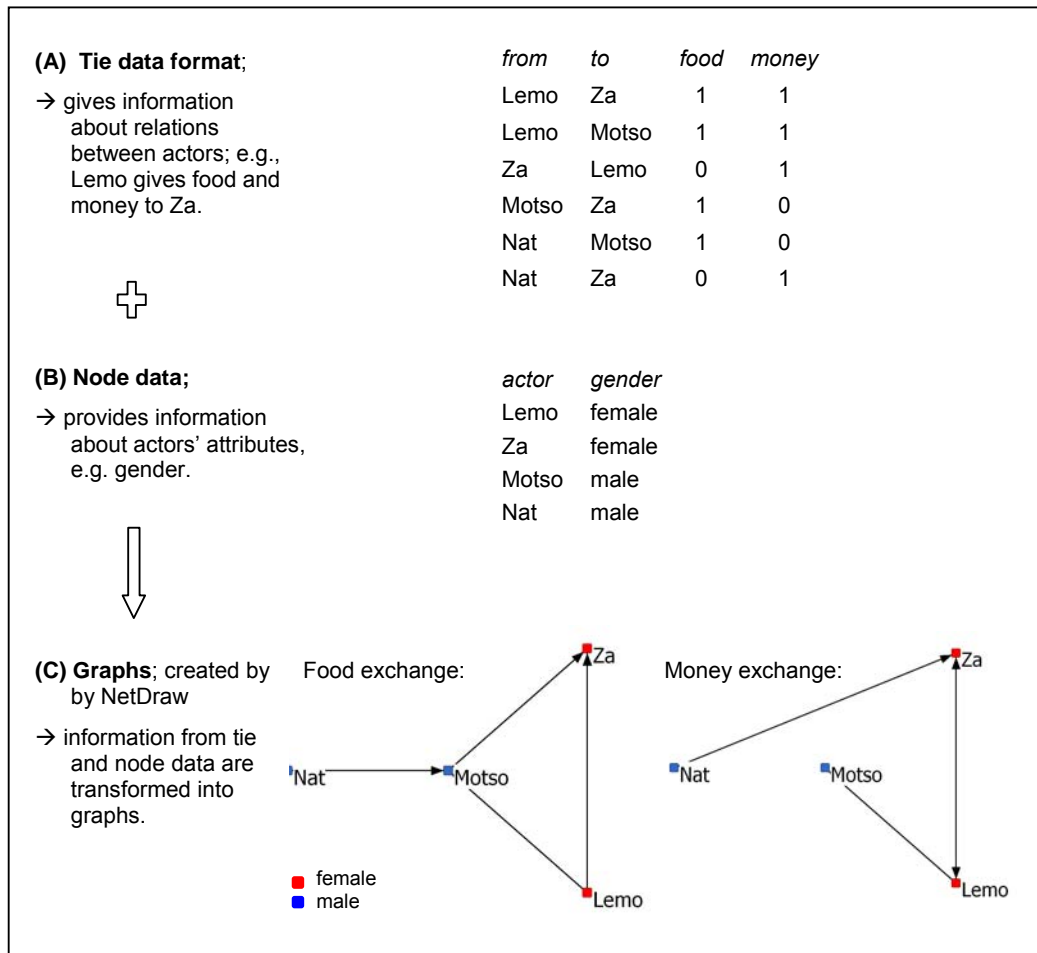 (A) Tie data format;
→ gives information
about relations
between actors; e.g.,
Lemo gives food and
money to Za.
from to food money
Lemo Za 1 1
Lemo Motso 1 1
Za Lemo 0 1
Motso Za 1 0
Nat Motso 1 0
Nat Za 0 1
(B) Node data;
→ provides information
about actors’ attributes,
e.g. gender.
actor gender
Lemo female
Za female
Motso male
Nat male
(C) Graphs; created by
by NetDraw
→ information from tie
and node data are
transformed into
graphs.
Food exchange:
Za
Nat
Motso
Lemo
female
male
Money exchange:
Za
Nat
Motso
Lemo